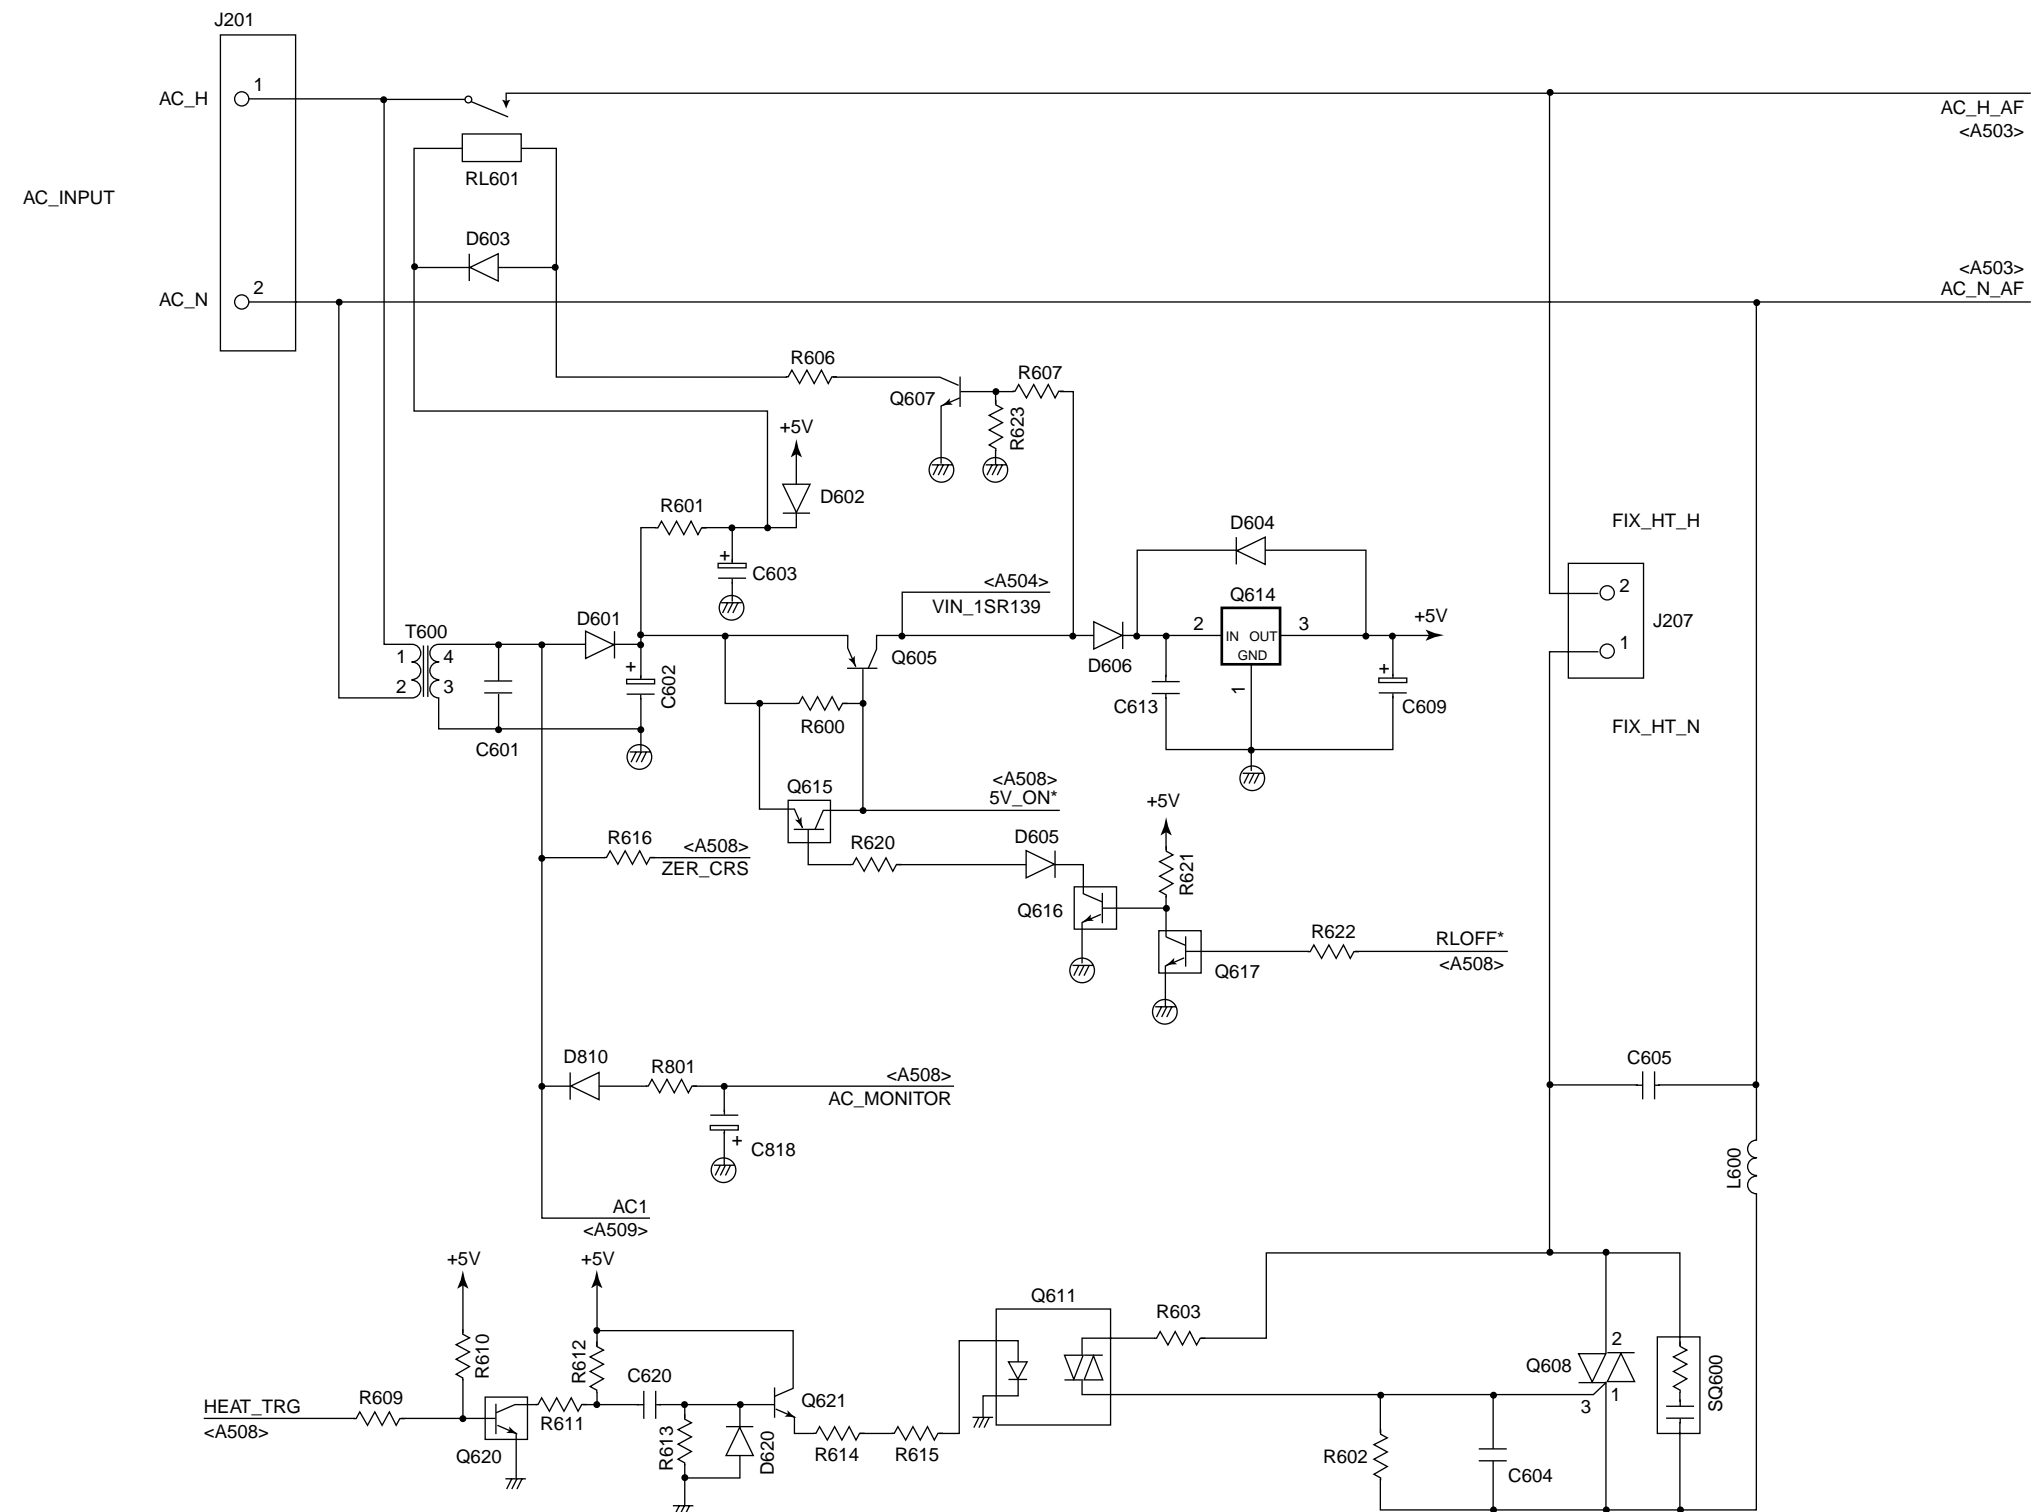 J201
AC_H
1
AC_H_AF
<A503>
RL601
AC_INPUT
D603
<A503>
AC_N
2
AC_N_AF
R606
R607
Q607
R623
+5V
D602
R601
D604
FIX_HT_H
C603
<A504>
VIN_1SR139
Q614
2
J207
1
T600
D601
+5V
2
3
IN OUT
GND
1
4
Q605
D606
2
3
+
C602
+
1
C613
C609
R600
C601
FIX_HT_N
+
Q615
<A508>
5V_ON*
+5V
R616
<A508>
ZER_CRS
R620
D605
R621
Q616
R622
RLOFF*
<A508>
Q617
D810
R801
<A508>
AC_MONITOR
C605
+
C818
L600
AC1
<A509>
+5V
+5V
Q611
R603
R610
R612
C620
2
Q608
SQ600
HEAT_TRG
<A508>
R609
R611
Q621
1
3
Q620
R613
D620
R614
R615
R602
C604